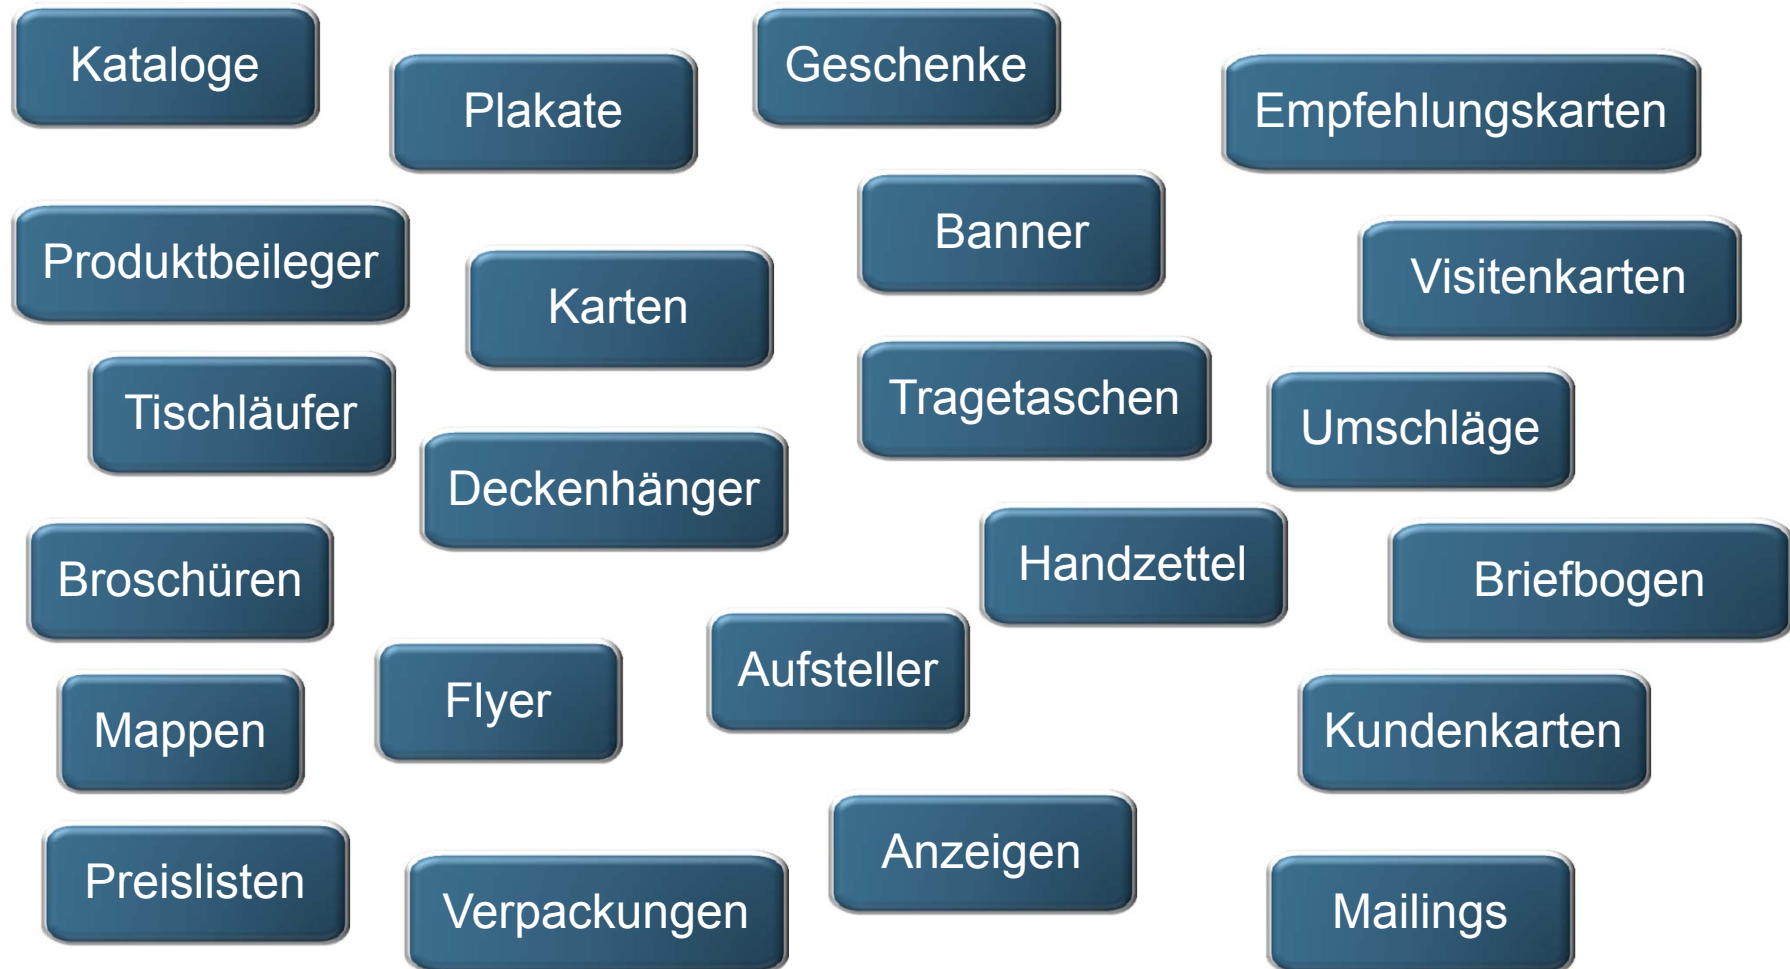 Kataloge
Plakate
Geschenke
Empfehlungskarten
Produktbeileger
Karten
Banner
Visitenkarten
Tischläufer
Deckenhänger
Tragetaschen
Umschläge
Broschüren
Handzettel
Briefbogen
Mappen
Flyer
Aufsteller
Kundenkarten
Preislisten
Verpackungen
Anzeigen
Mailings